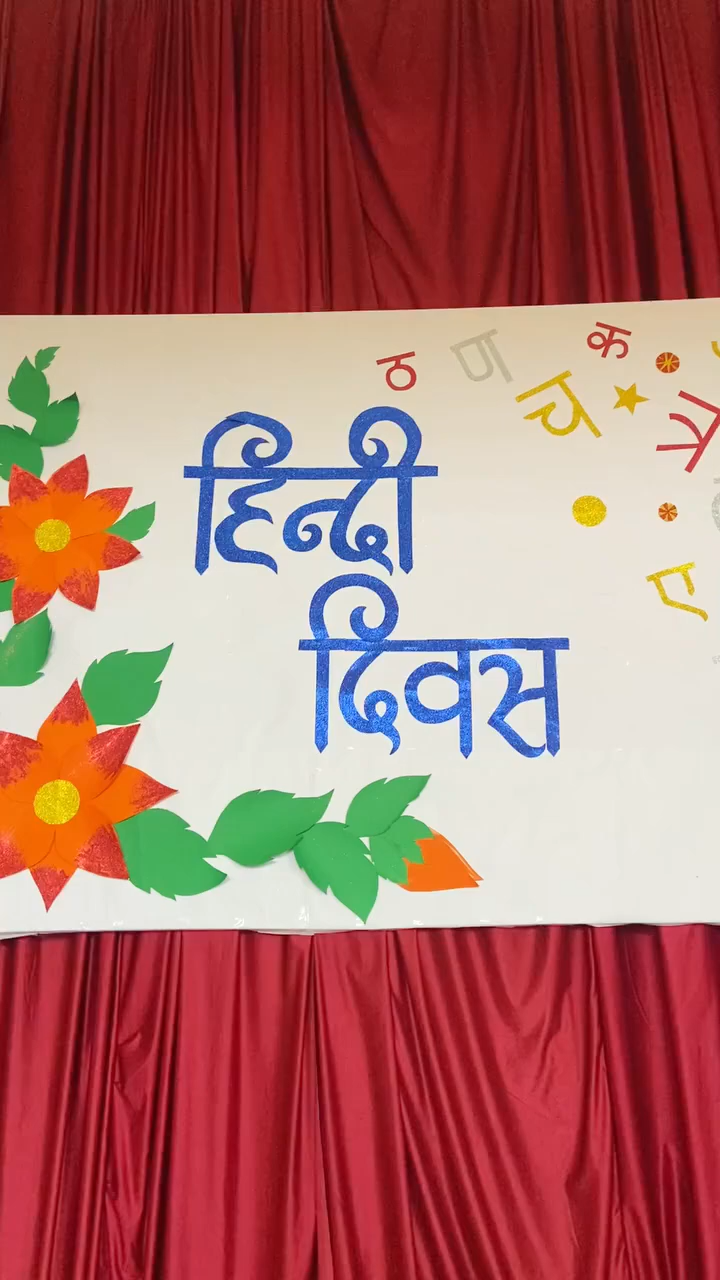 ठ ण क
च
त्र
हिन्दी
ए
दिवस